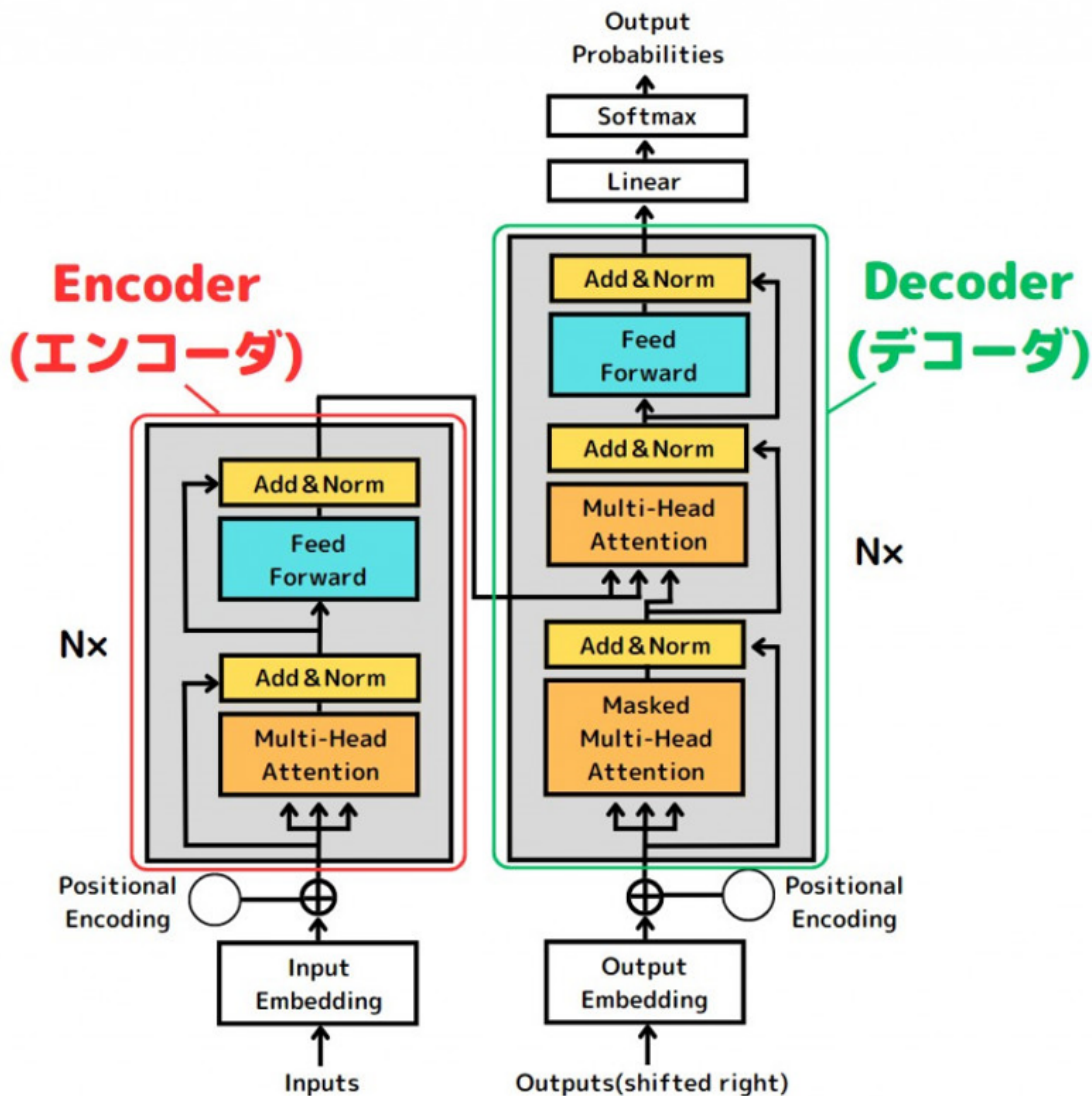 Output
Probabilities
Softmax
Linear
Encoder
(エンコーダ)
Decoder
(デコーダ)
Add & Norm
Feed
Forward
Add & Norm
Multi-Head
Attention
Add & Norm
Masked
Multi-Head
Attention
N×
Add & Norm
Feed
Forward
Add & Norm
Multi-Head
Attention
N×
Positional
Encoding
Positional
Encoding
Input
Embedding
Output
Embedding
Inputs
Outputs(shifted right)